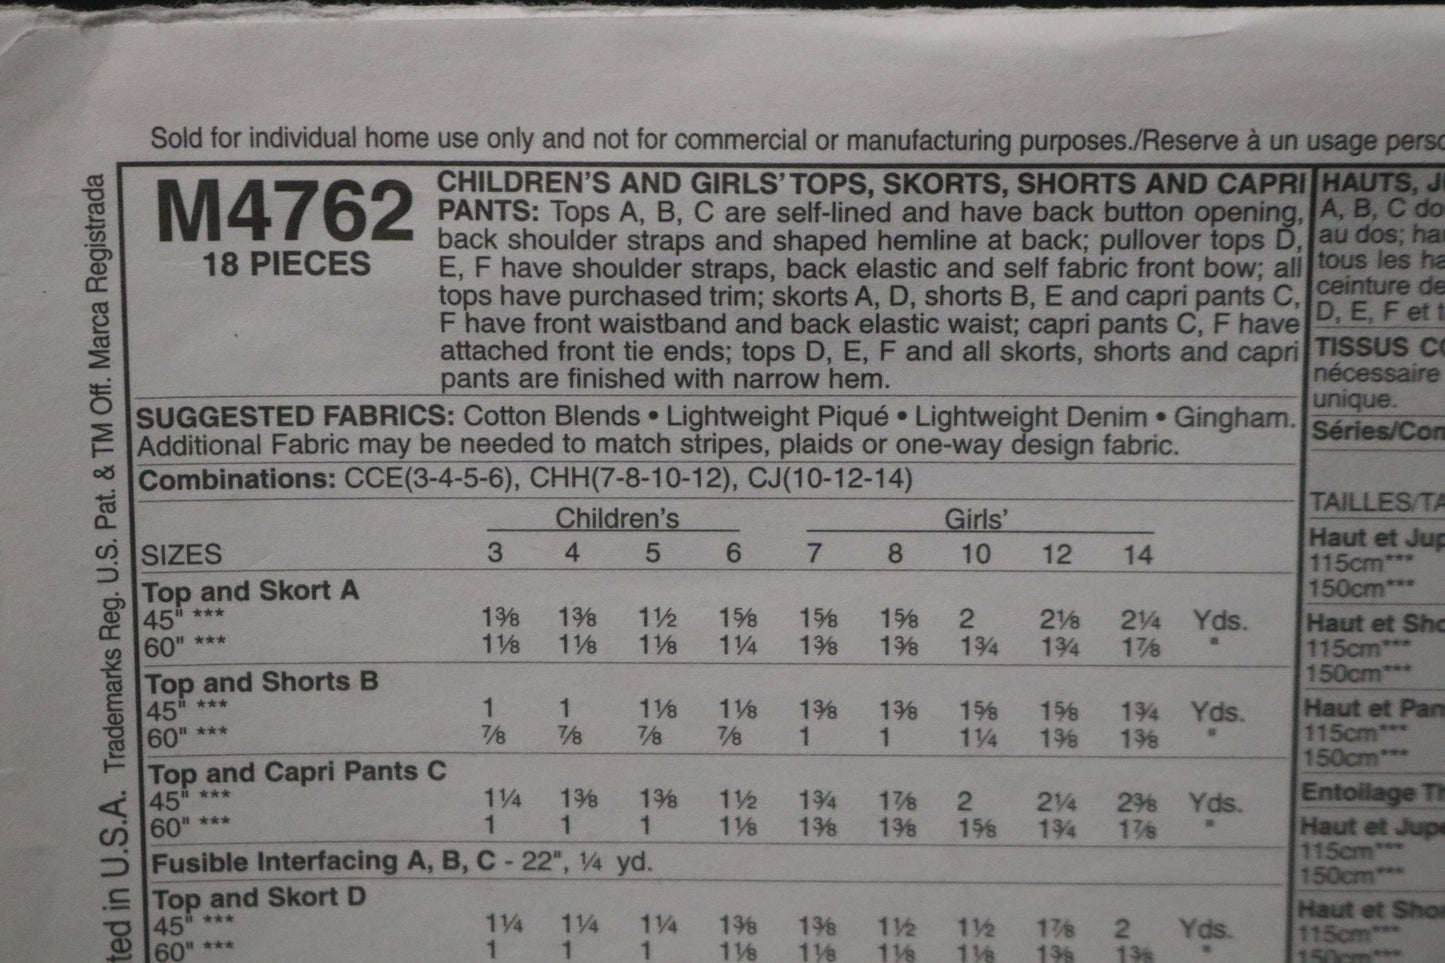 Sold for individual home use only and not for commercial or manufacturing purposes./Reserve à un usage perso
M4762
18 PIECES
CHILDREN'S AND GIRLS' TOPS, SKORTS, SHORTS AND CAPRI
PANTS: Tops A, B, C are self-lined and have back button opening,
back shoulder straps and shaped hemline at back; pullover tops D,
E, F have shoulder straps, back elastic and self fabric front bow; all
tops have purchased trim; skorts A, D, shorts B, E and capri pants C,
F have front waistband and back elastic waist; capri pants C, F have
attached front tie ends; tops D, E, F and all skorts, shorts and capri
pants are finished with narrow hem.
SUGGESTED FABRICS: Cotton Blends • Lightweight Piqué • Lightweight Denim • Gingham.
Additional Fabric may be needed to match stripes, plaids or one-way design fabric.
Combinations: CCE(3-4-5-6), CHH(7-8-10-12), CJ(10-12-14)
Children's Girls'
SIZES 3 4 5 6 7 8 10 12 14
Top and Skort A
45" *** 1⅜ 1⅜ 1½ 1⅝ 1⅝ 1⅝ 2 2⅛ 2¼ Yds.
60" *** 1⅛ 1⅛ 1⅛ 1¼ 1⅜ 1⅜ 1¾ 1¾ 1⅞ "
Top and Shorts B
45" *** 1 1 1⅛ 1⅛ 1⅜ 1⅜ 1⅝ 1⅝ 1¾ Yds.
60" *** ⅞ ⅞ ⅞ ⅞ 1 1 1¼ 1⅜ 1⅜ "
Top and Capri Pants C
45" *** 1¼ 1⅜ 1⅜ 1½ 1¾ 1⅞ 2 2¼ 2⅜ Yds.
60" *** 1 1 1 1⅛ 1⅜ 1⅜ 1⅝ 1¾ 1⅞ "
Fusible Interfacing A, B, C - 22", ¼ yd.
Top and Skort D
45" *** 1¼ 1¼ 1¼ 1⅜ 1⅜ 1½ 1½ 1⅞ 2 Yds.
60" *** 1 1 1 1⅛ 1⅛ 1⅛ 1⅛ 1⅜ 1⅜ "
HAUTS, J
A, B, C do
au dos; ha
tous les ha
ceinture de
D, E, F et t
TISSUS CO
nécessaire
unique.
Séries/Con
TAILLES/TA
Haut et Jup
115cm***
150cm***
Haut et Sho
115cm***
150cm***
Haut et Pan
115cm***
150cm***
Entoilage Th
Haut et Jupe
115cm***
150cm***
Haut et Shor
115cm***
150cm***
ted in U.S.A. Trademarks Reg. U.S. Pat. & TM Off. Marca Registrada